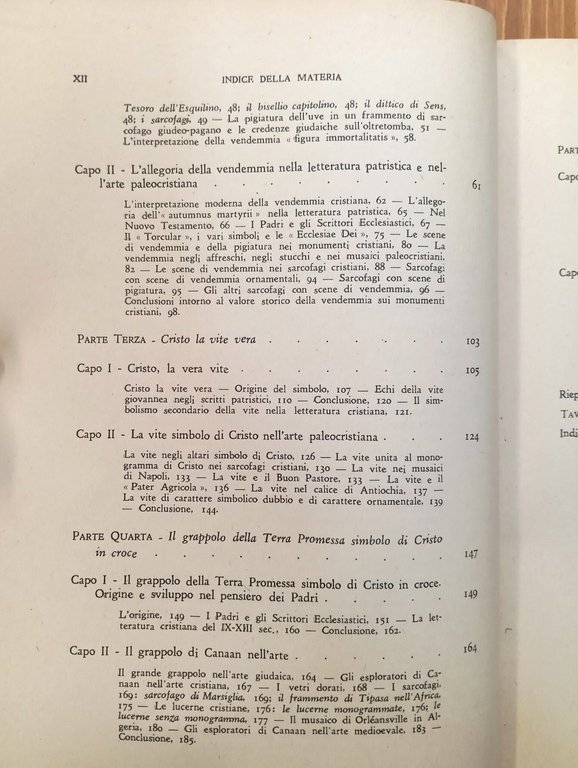 XII INDICE DELLA MATERIA
Tesoro dell'Esquilino, 48; il bisellio capitolino, 48; il dittico di Sens,
48; i sarcofagi, 49 — La pigiatura dell'uve in un frammento di sar-
cofago giudeo-pagano e le credenze giudaiche sull'oltretomba, 51 —
L'interpretazione della vendemmia « figura immortalitatis », 58.
Capo II - L'allegoria della vendemmia nella letteratura patristica e nel-
l'arte paleocristiana . . . . . . . . . 61
L'interpretazione moderna della vendemmia cristiana, 62 — L'allego-
ria dell'« autumnus martyrii » nella letteratura patristica, 65 — Nel
Nuovo Testamento, 66 — I Padri e gli Scrittori Ecclesiastici, 67 —
Il « Torcular », i vari simboli e le « Ecclesiae Dei », 75 — Le scene
di vendemmia e della pigiatura nei monumenti cristiani, 80 — La
vendemmia negli affreschi, negli stucchi e nei musaici paleocristiani,
82 — Le scene di vendemmia nei sarcofagi cristiani, 88 — Sarcofagi
con scene di vendemmia ornamentali, 94 — Sarcofagi con scene di
pigiatura, 95 — Gli altri sarcofagi con scene di vendemmia, 96 —
Conclusioni intorno al valore storico della vendemmia sui monumenti
cristiani, 98.
PARTE TERZA - Cristo la vite vera . . . . . . . 103
Capo I - Cristo, la vera vite . . . . . . . . 105
Cristo la vite vera — Origine del simbolo, 107 — Echi della vite
giovannea negli scritti patristici, 110 — Conclusione, 120 — Il sim-
bolismo secondario della vite nella letteratura cristiana, 121.
Capo II - La vite simbolo di Cristo nell'arte paleocristiana . . . 124
La vite negli altari simbolo di Cristo, 126 — La vite unita al mono-
gramma di Cristo nei sarcofagi cristiani, 130 — La vite nei musaici
di Napoli, 133 — La vite e il Buon Pastore, 133 — La vite e il
« Pater Agricola », 136 — La vite nel calice di Antiochia, 137 —
La vite di carattere simbolico dubbio e di carattere ornamentale, 139
— Conclusione, 144.
PARTE QUARTA - Il grappolo della Terra Promessa simbolo di Cristo
in croce . . . . . . . . . . 147
Capo I - Il grappolo della Terra Promessa simbolo di Cristo in croce.
Origine e sviluppo nel pensiero dei Padri . . . . . 149
L'origine, 149 — I Padri e gli Scrittori Ecclesiastici, 151 — La let-
teratura cristiana del IX-XIII sec., 160 — Conclusione, 162.
Capo II - Il grappolo di Canaan nell'arte . . . . . . 164
Il grande grappolo nell'arte giudaica, 164 — Gli esploratori di Ca-
naan nell'arte cristiana, 167 — I vetri dorati, 168 — I sarcofagi,
169: sarcofago di Marsiglia, 169; il frammento di Tipasa nell'Africa,
175 — Le lucerne cristiane, 176: le lucerne monogrammate, 176; le
lucerne senza monogramma, 177 — Il musaico di Orléansville in Al-
geria, 180 — Gli esploratori di Canaan nell'arte medioevale, 183 —
Conclusione, 185.
PART
Capo
Capo
Riep
TAV
Indi